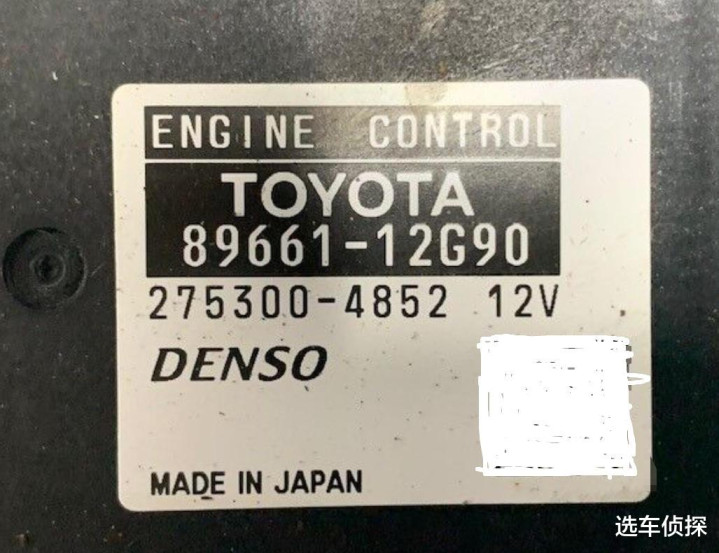 ENGINE CONTROL
TOYOTA
89661-12G90
275300-4852 12V
DENSO
MADE IN JAPAN
选车侦探